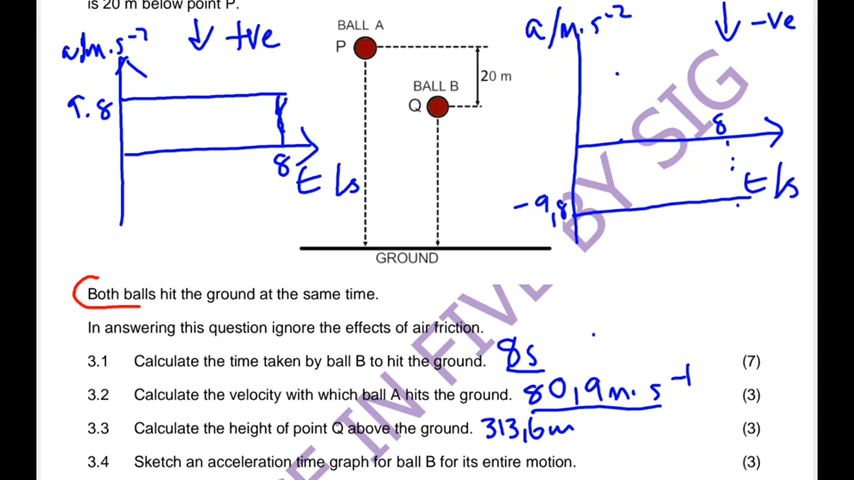 is 20 m below point P.
BALL A
a/m.s⁻² ↓ +ve
P
a/m.s⁻² ↓ -ve
20 m
BALL B
9.8
Q
8
8
t/s
t/s
-9,8
GROUND
Both balls hit the ground at the same time.
In answering this question ignore the effects of air friction.
3.1 Calculate the time taken by ball B to hit the ground. 8s (7)
3.2 Calculate the velocity with which ball A hits the ground. 80,9m.s⁻¹ (3)
3.3 Calculate the height of point Q above the ground. 313,6m (3)
3.4 Sketch an acceleration time graph for ball B for its entire motion. (3)
IN FIVE BY SIG